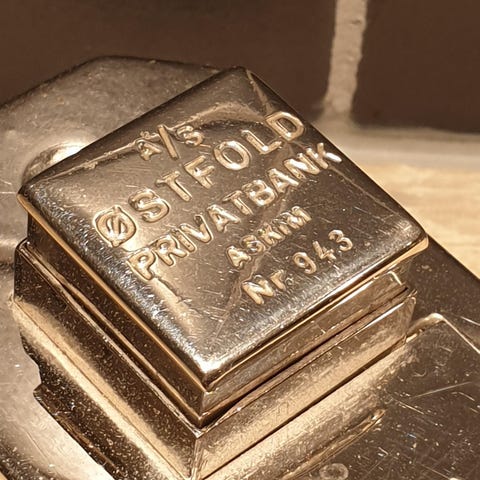 A/S
ØSTFOLD
PRIVATBANK
ASKIM
Nr 943